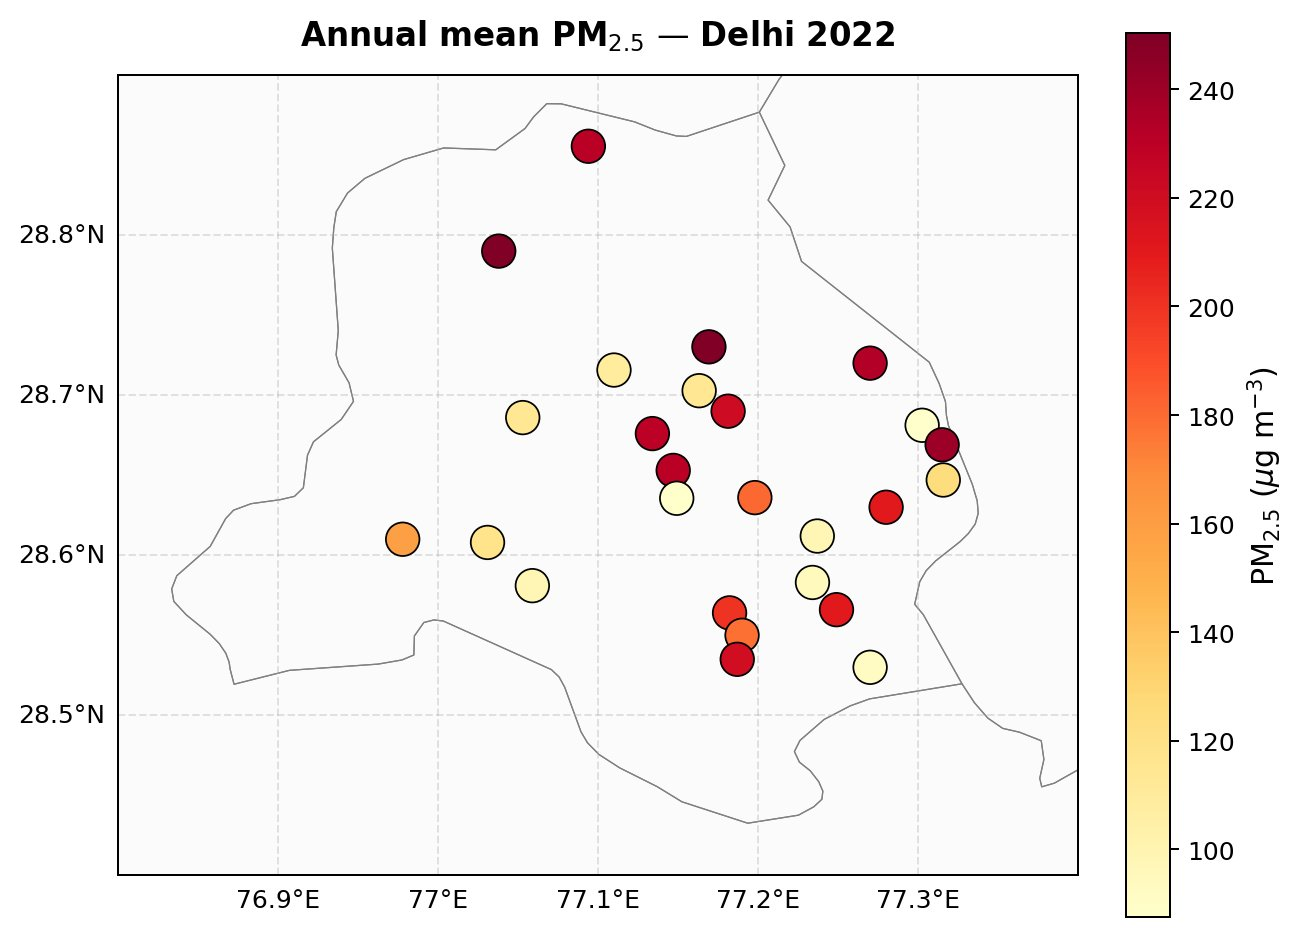 Annual mean PM₂.₅ — Delhi 2022
28.8°N
28.7°N
28.6°N
28.5°N
76.9°E
77°E
77.1°E
77.2°E
77.3°E
240
220
200
180
160
140
120
100
PM₂.₅ (μg m⁻³)